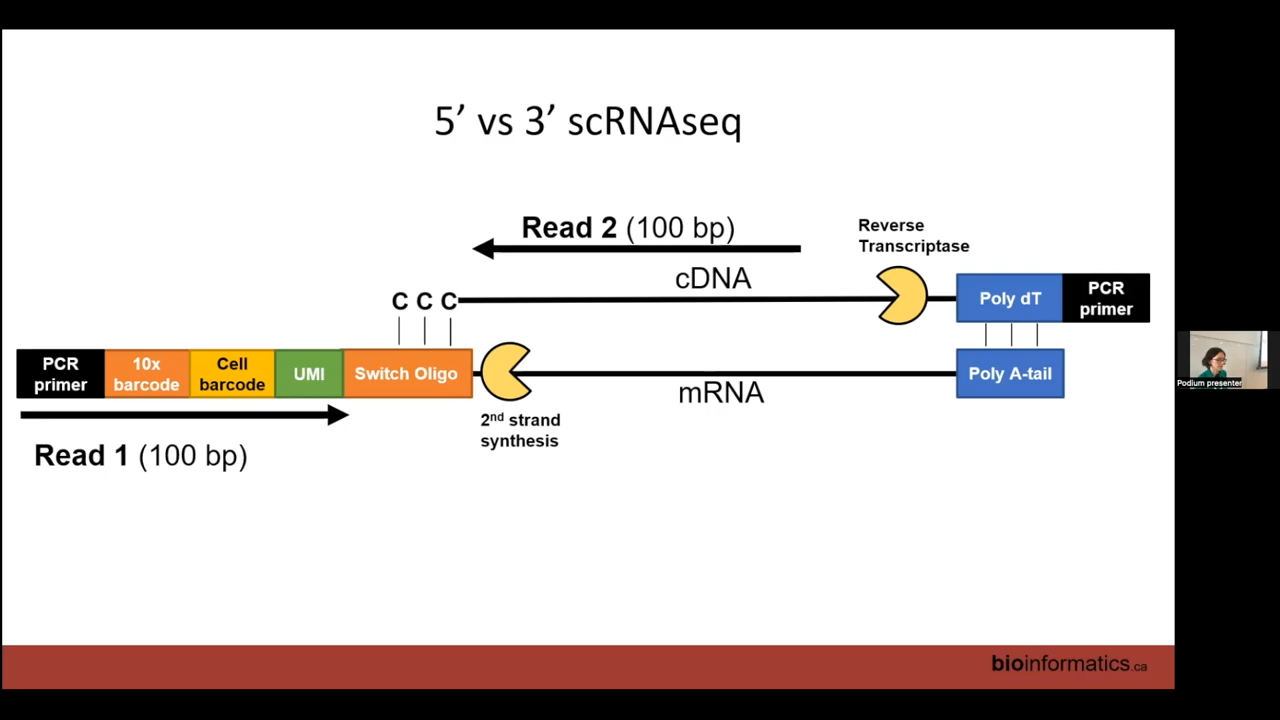 5’ vs 3’ scRNAseq
Read 2 (100 bp)
Reverse
Transcriptase
cDNA
C C C
Poly dT
PCR
primer
PCR
primer
10x
barcode
Cell
barcode
UMI
Switch Oligo
mRNA
Poly A-tail
2nd strand
synthesis
Read 1 (100 bp)
Podium presenter
bioinformatics.ca